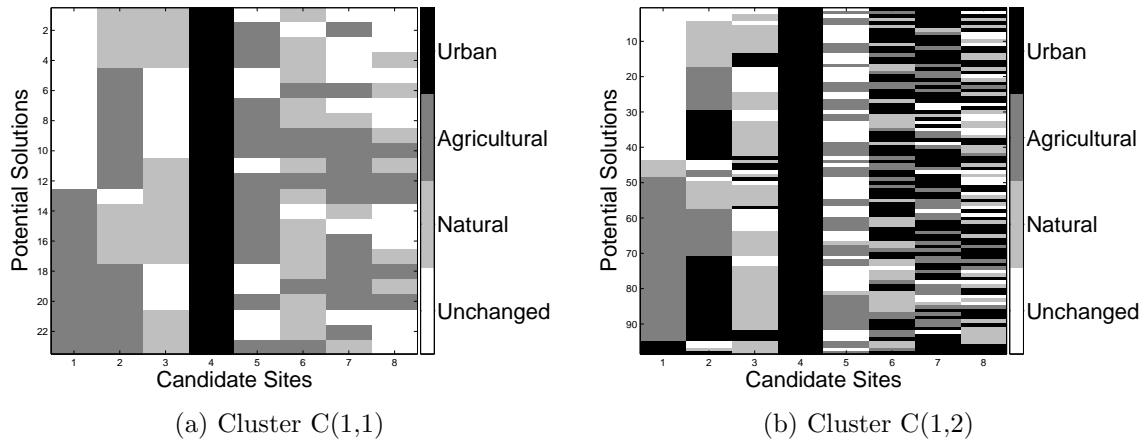 2
4
6
8
10
12
14
16
18
20
22
Potential Solutions
1 2 3 4 5 6 7 8
Candidate Sites
Urban
Agricultural
Natural
Unchanged
(a) Cluster C(1,1)
10
20
30
40
50
60
70
80
90
Potential Solutions
1 2 3 4 5 6 7 8
Candidate Sites
Urban
Agricultural
Natural
Unchanged
(b) Cluster C(1,2)